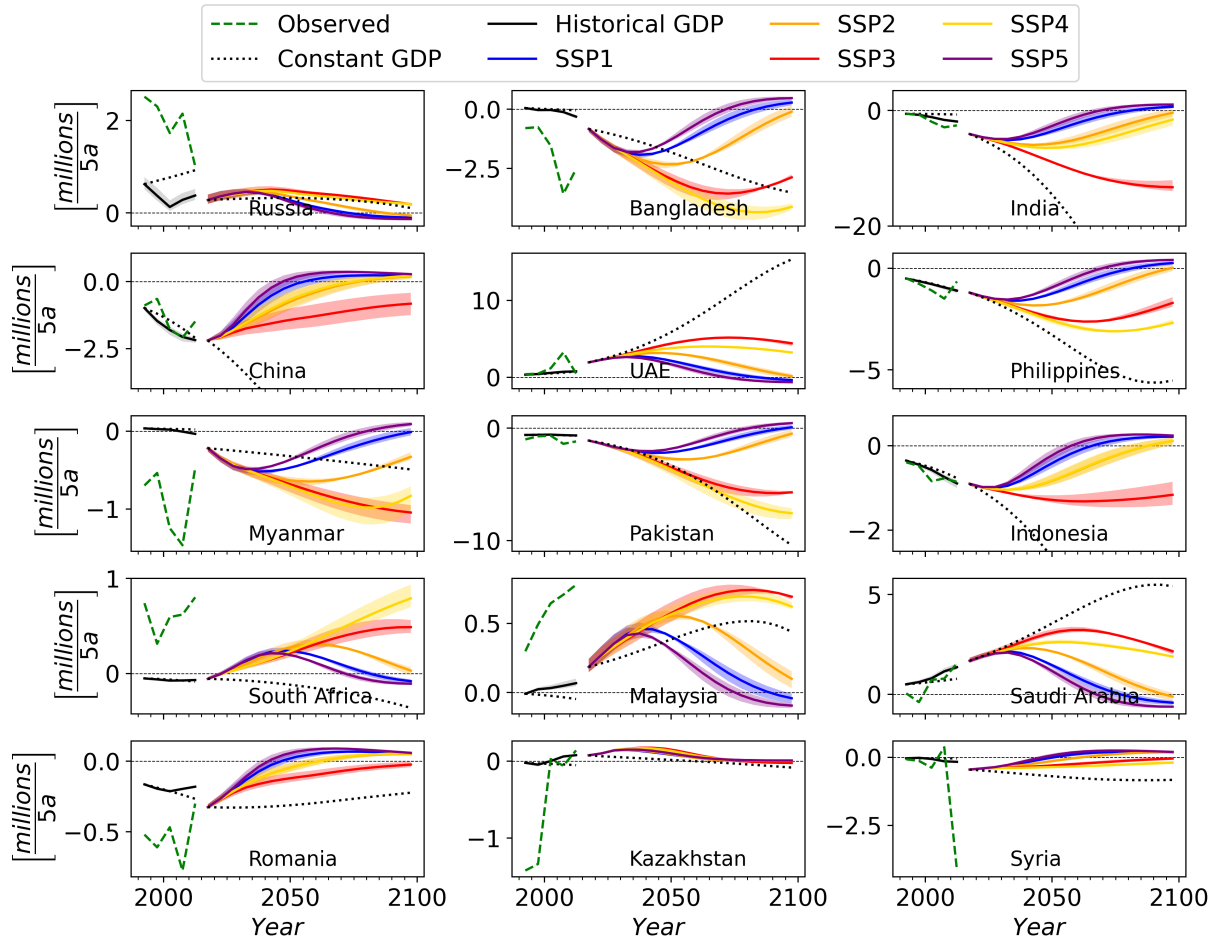 Observed Historical GDP SSP2 SSP4
Constant GDP SSP1 SSP3 SSP5
[millions / 5a]
2
0
Russia
0.0
−2.5
Bangladesh
0
−20
India
[millions / 5a]
0.0
−2.5
China
10
0
UAE
0
−5
Philippines
[millions / 5a]
0
−1
Myanmar
0
−10
Pakistan
0
−2
Indonesia
[millions / 5a]
1
0
South Africa
0.5
0.0
Malaysia
5
0
Saudi Arabia
[millions / 5a]
0.0
−0.5
Romania
0
−1
Kazakhstan
0.0
−2.5
Syria
2000 2050 2100
Year
2000 2050 2100
Year
2000 2050 2100
Year